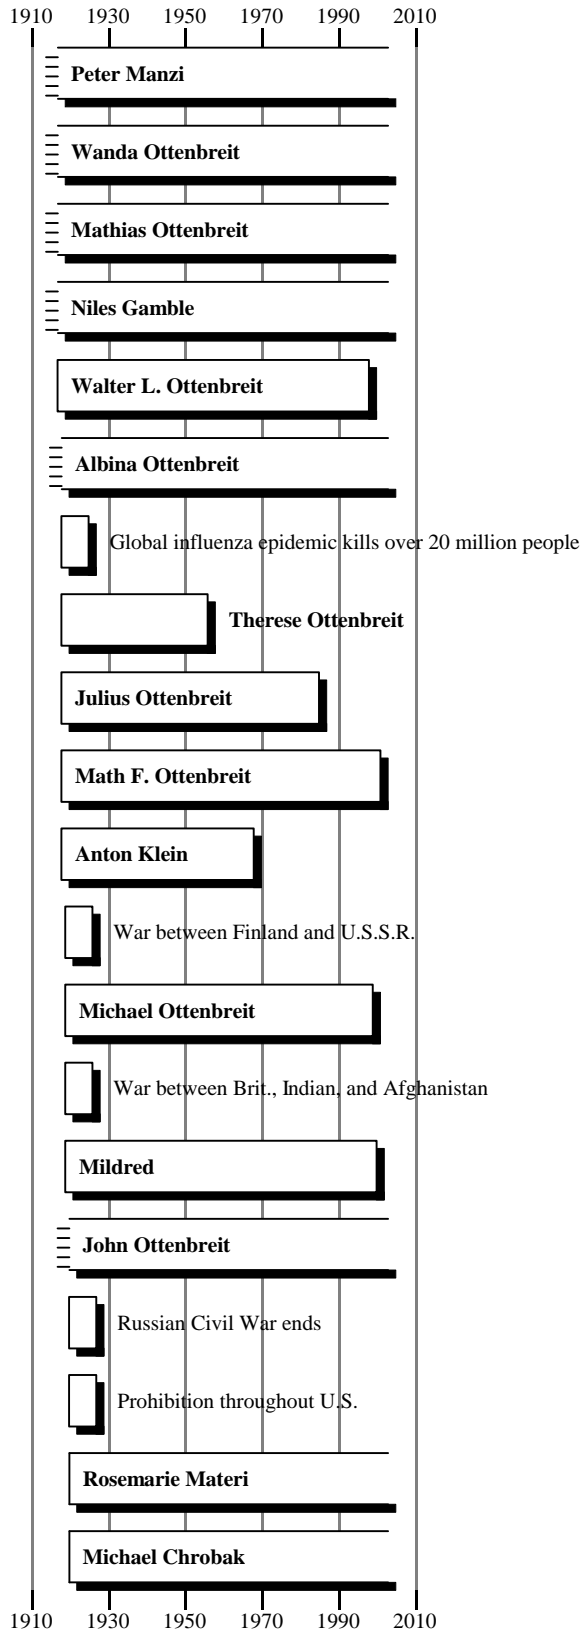 1910 1930 1950 1970 1990 2010
Peter Manzi
Wanda Ottenbreit
Mathias Ottenbreit
Niles Gamble
Walter L. Ottenbreit
Albina Ottenbreit
Global influenza epidemic kills over 20 million people
Therese Ottenbreit
Julius Ottenbreit
Math F. Ottenbreit
Anton Klein
War between Finland and U.S.S.R.
Michael Ottenbreit
War between Brit., Indian, and Afghanistan
Mildred
John Ottenbreit
Russian Civil War ends
Prohibition throughout U.S.
Rosemarie Materi
Michael Chrobak
1910 1930 1950 1970 1990 2010